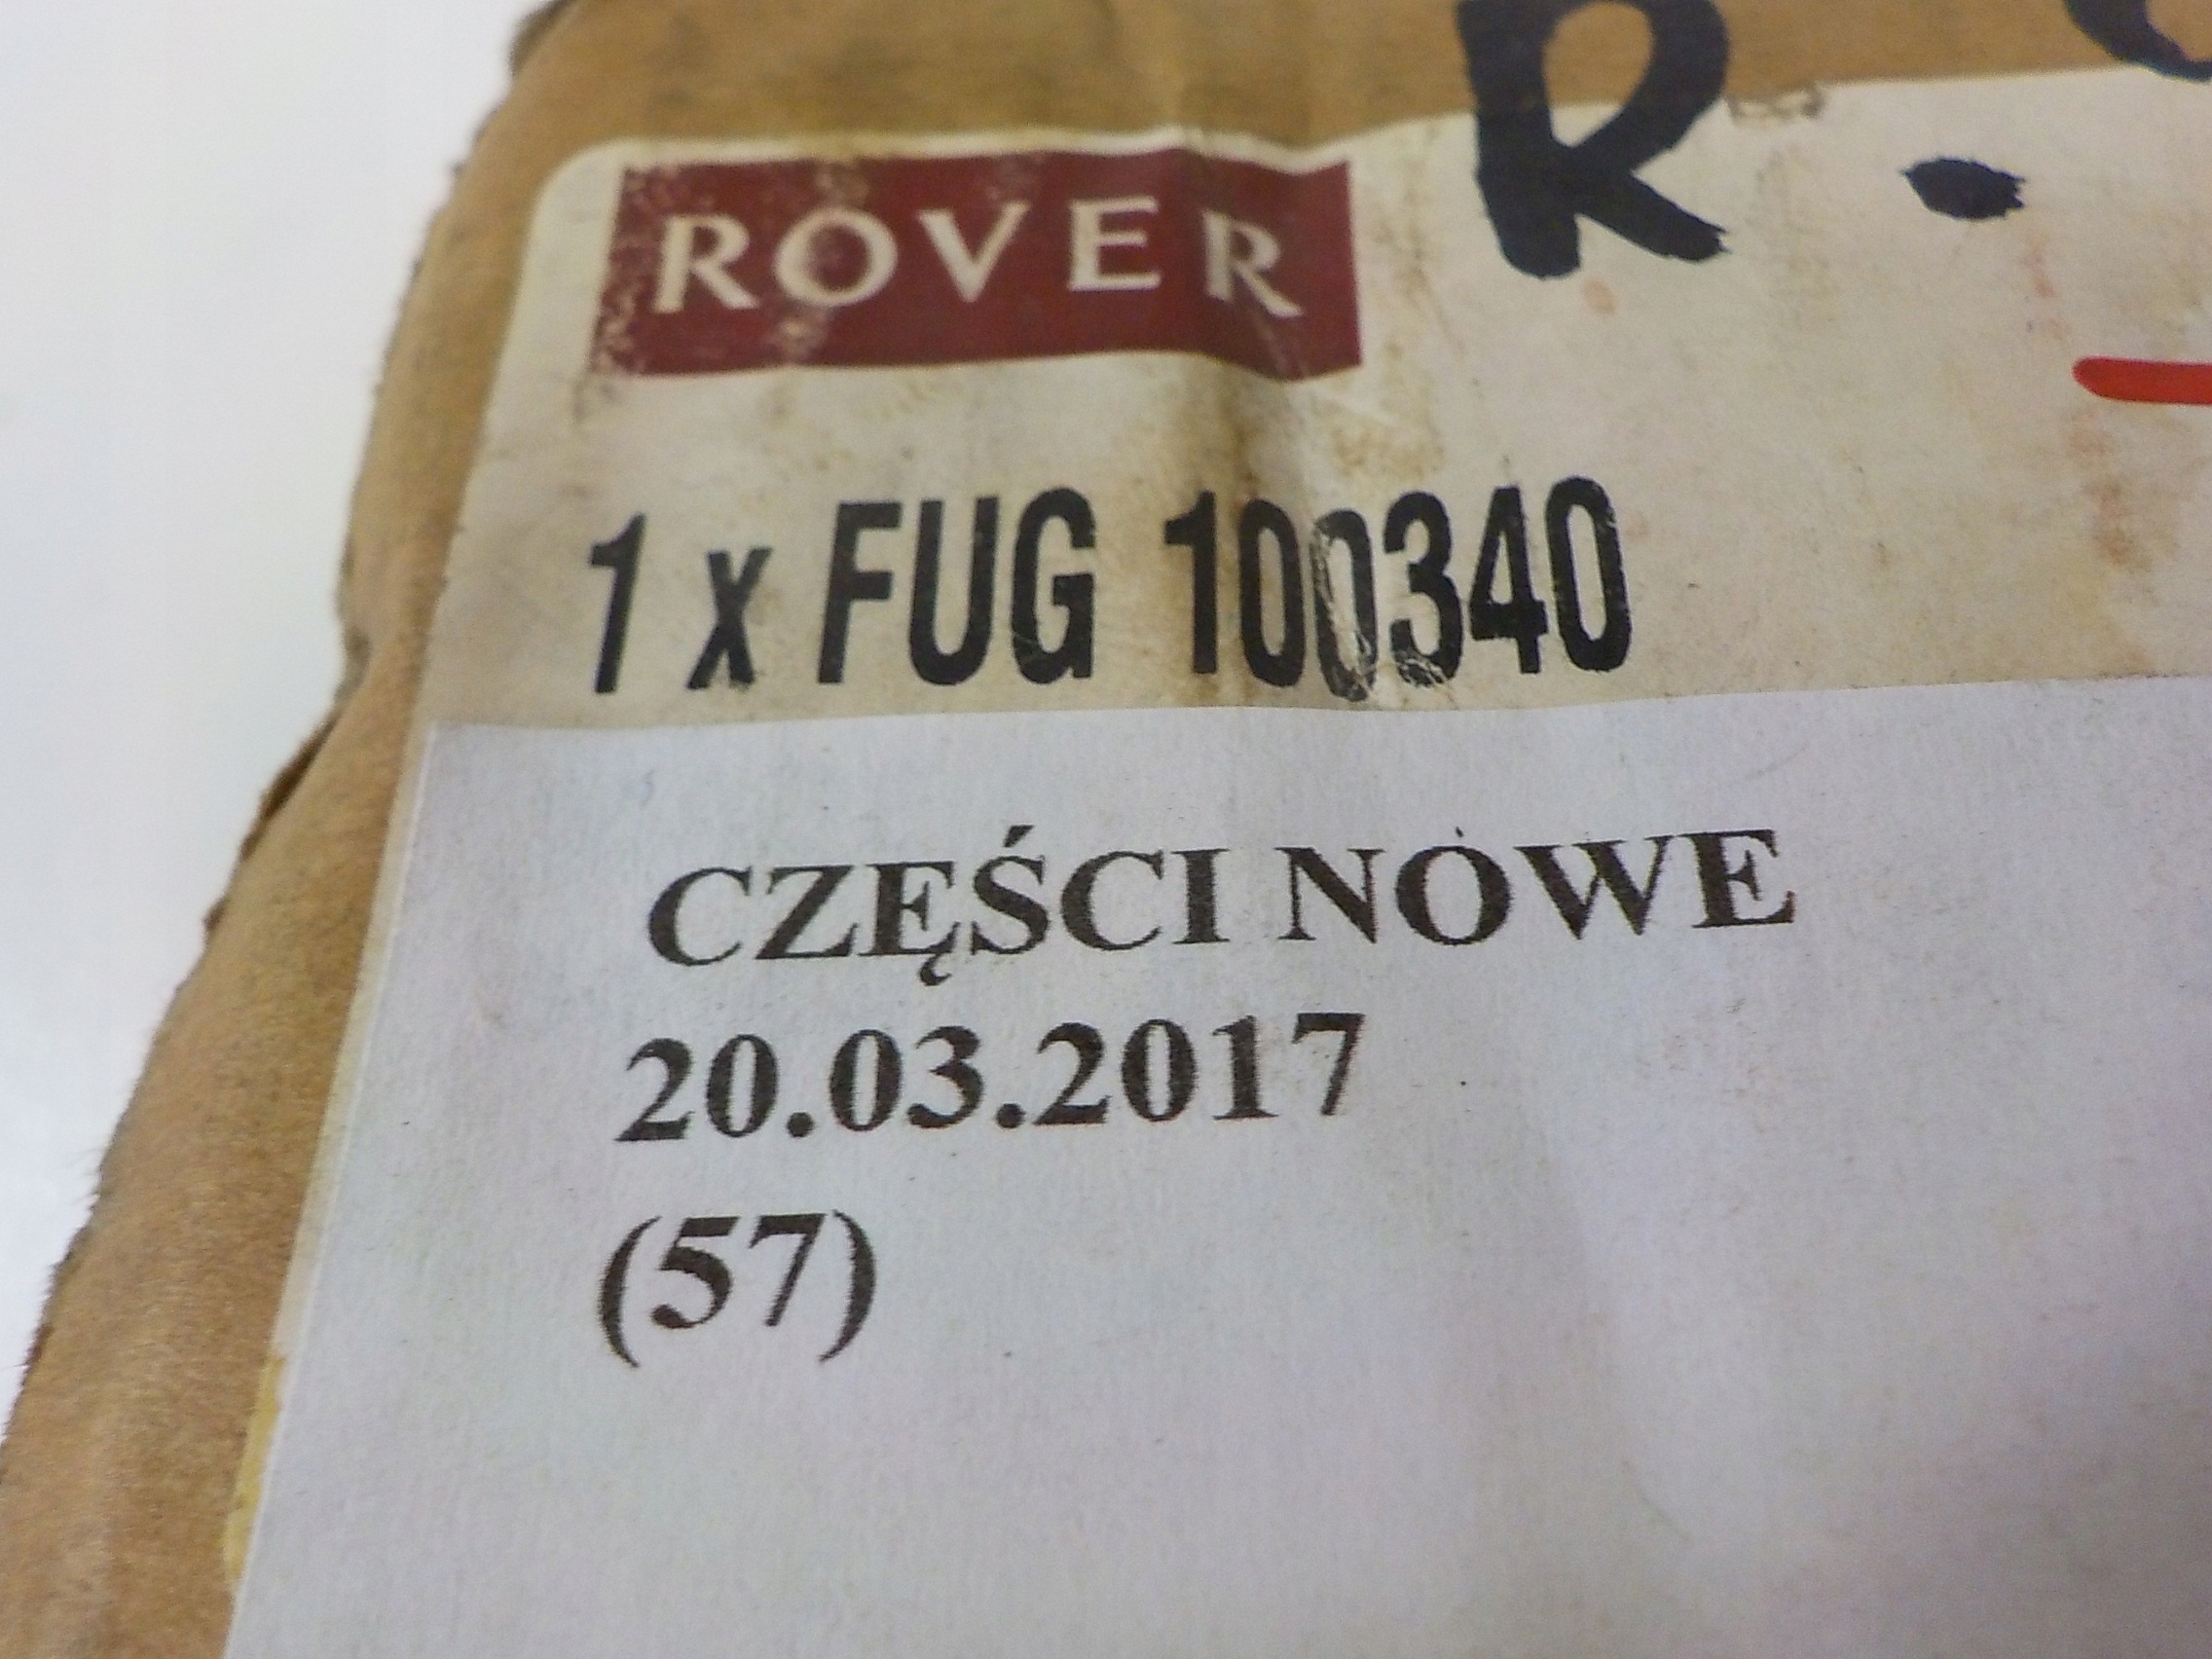 R.
ROVER
1 x FUG 100340
CZĘŚCI NOWE
20.03.2017
(57)